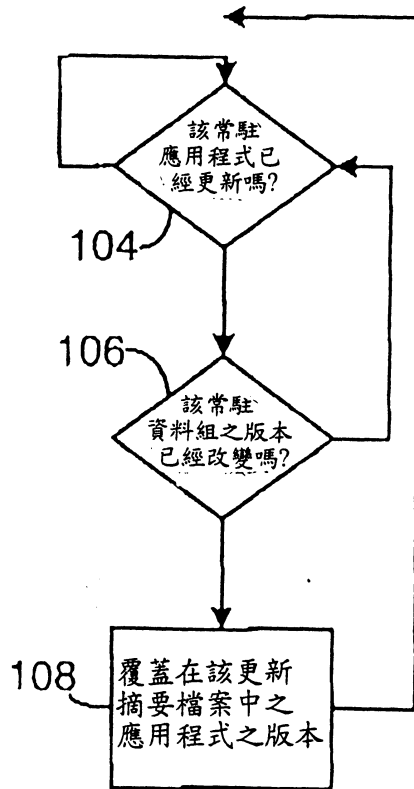 該常駐
應用程式已
經更新嗎?
104
106
該常駐
資料組之版本
已經改變嗎?
108
覆蓋在該更新
摘要檔案中之
應用程式之版本